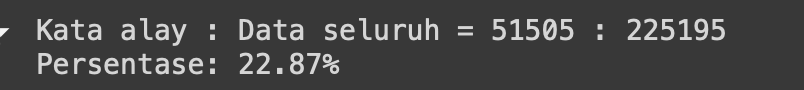 Kata alay : Data seluruh = 51505 : 225195
Persentase: 22.87%